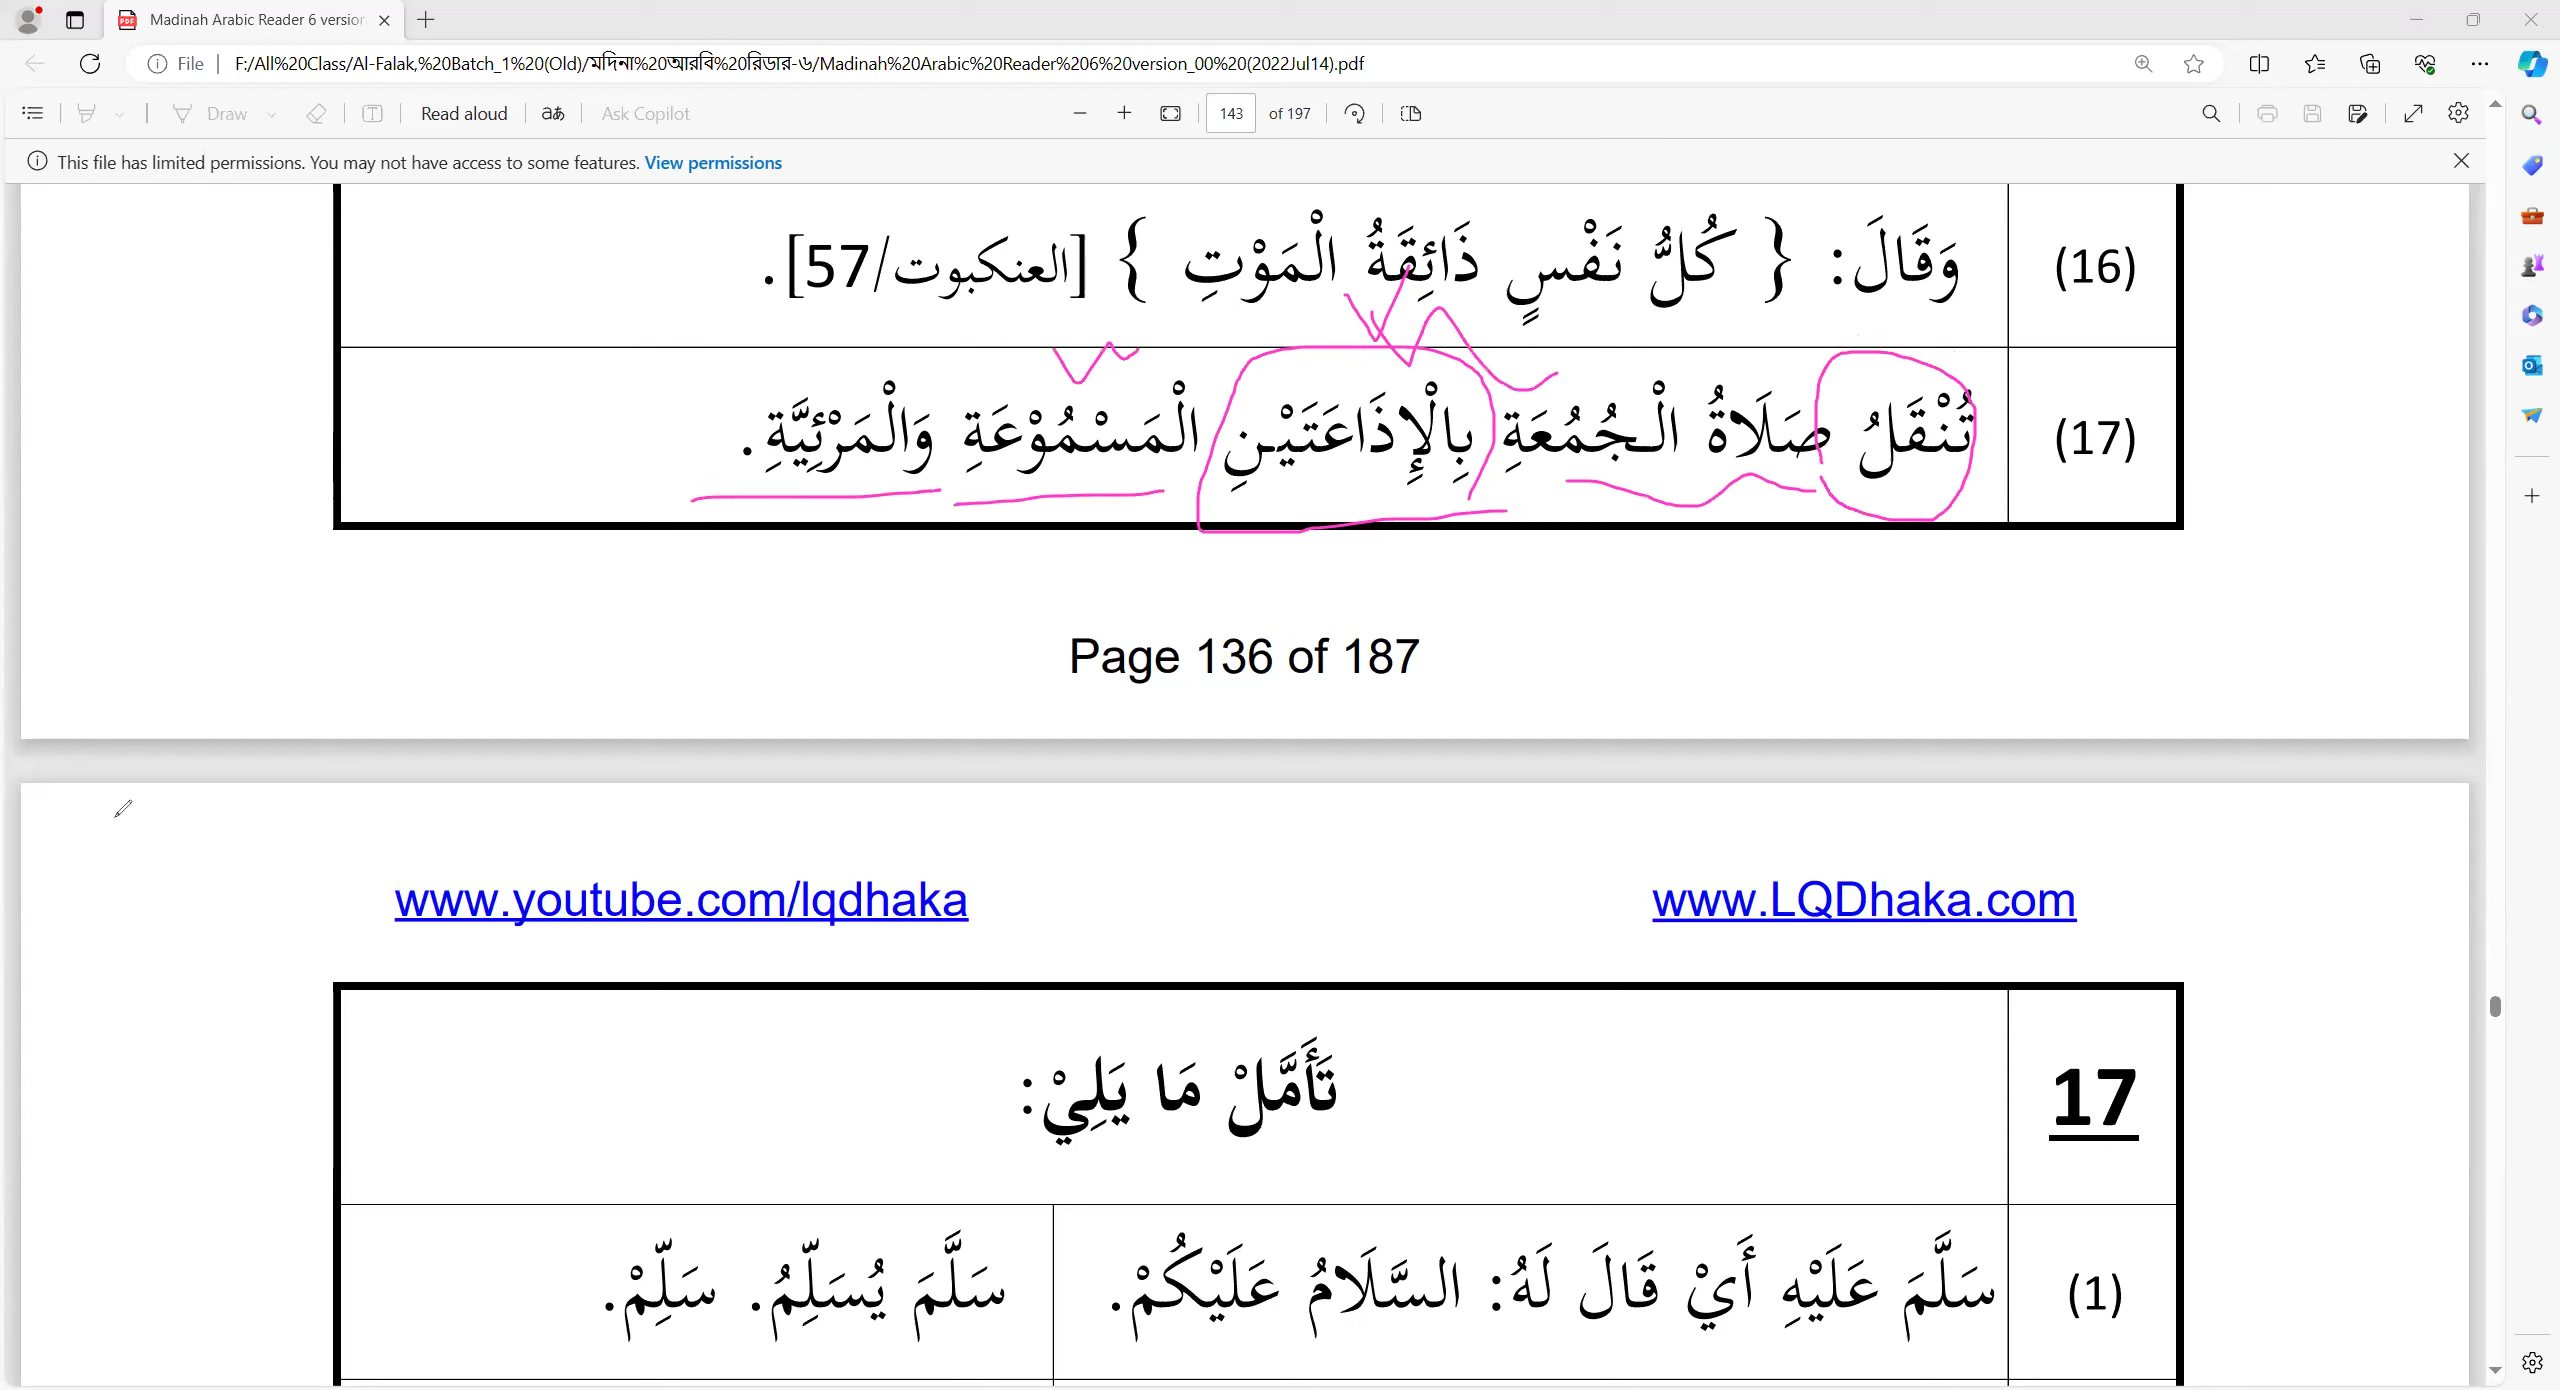 Madinah Arabic Reader 6 version
File
F:/All%20Class/Al-Falak,%20Batch_1%20(Old)/মদিনা%20আরবি%20রিডার-৬/Madinah%20Arabic%20Reader%206%20version_00%20(2022Jul14).pdf
Draw Read aloud aあ Ask Copilot 143 of 197
This file has limited permissions. You may not have access to some features. View permissions
(16) وَقَالَ: { كُلُّ نَفْسٍ ذَائِقَةُ الْمَوْتِ } [العنكبوت/57].
(17) تُنْقَلُ صَلَاةُ الْجُمُعَةِ بِالْإِذَاعَتَيْنِ الْمَسْمُوْعَةِ وَالْمَرْئِيَّةِ.
Page 136 of 187
www.youtube.com/lqdhaka www.LQDhaka.com
17 تَأَمَّلْ مَا يَلِيْ:
(1) سَلَّمَ عَلَيْهِ أَيْ قَالَ لَهُ: السَّلَامُ عَلَيْكُمْ. سَلَّمَ يُسَلِّمُ. سَلِّمْ.